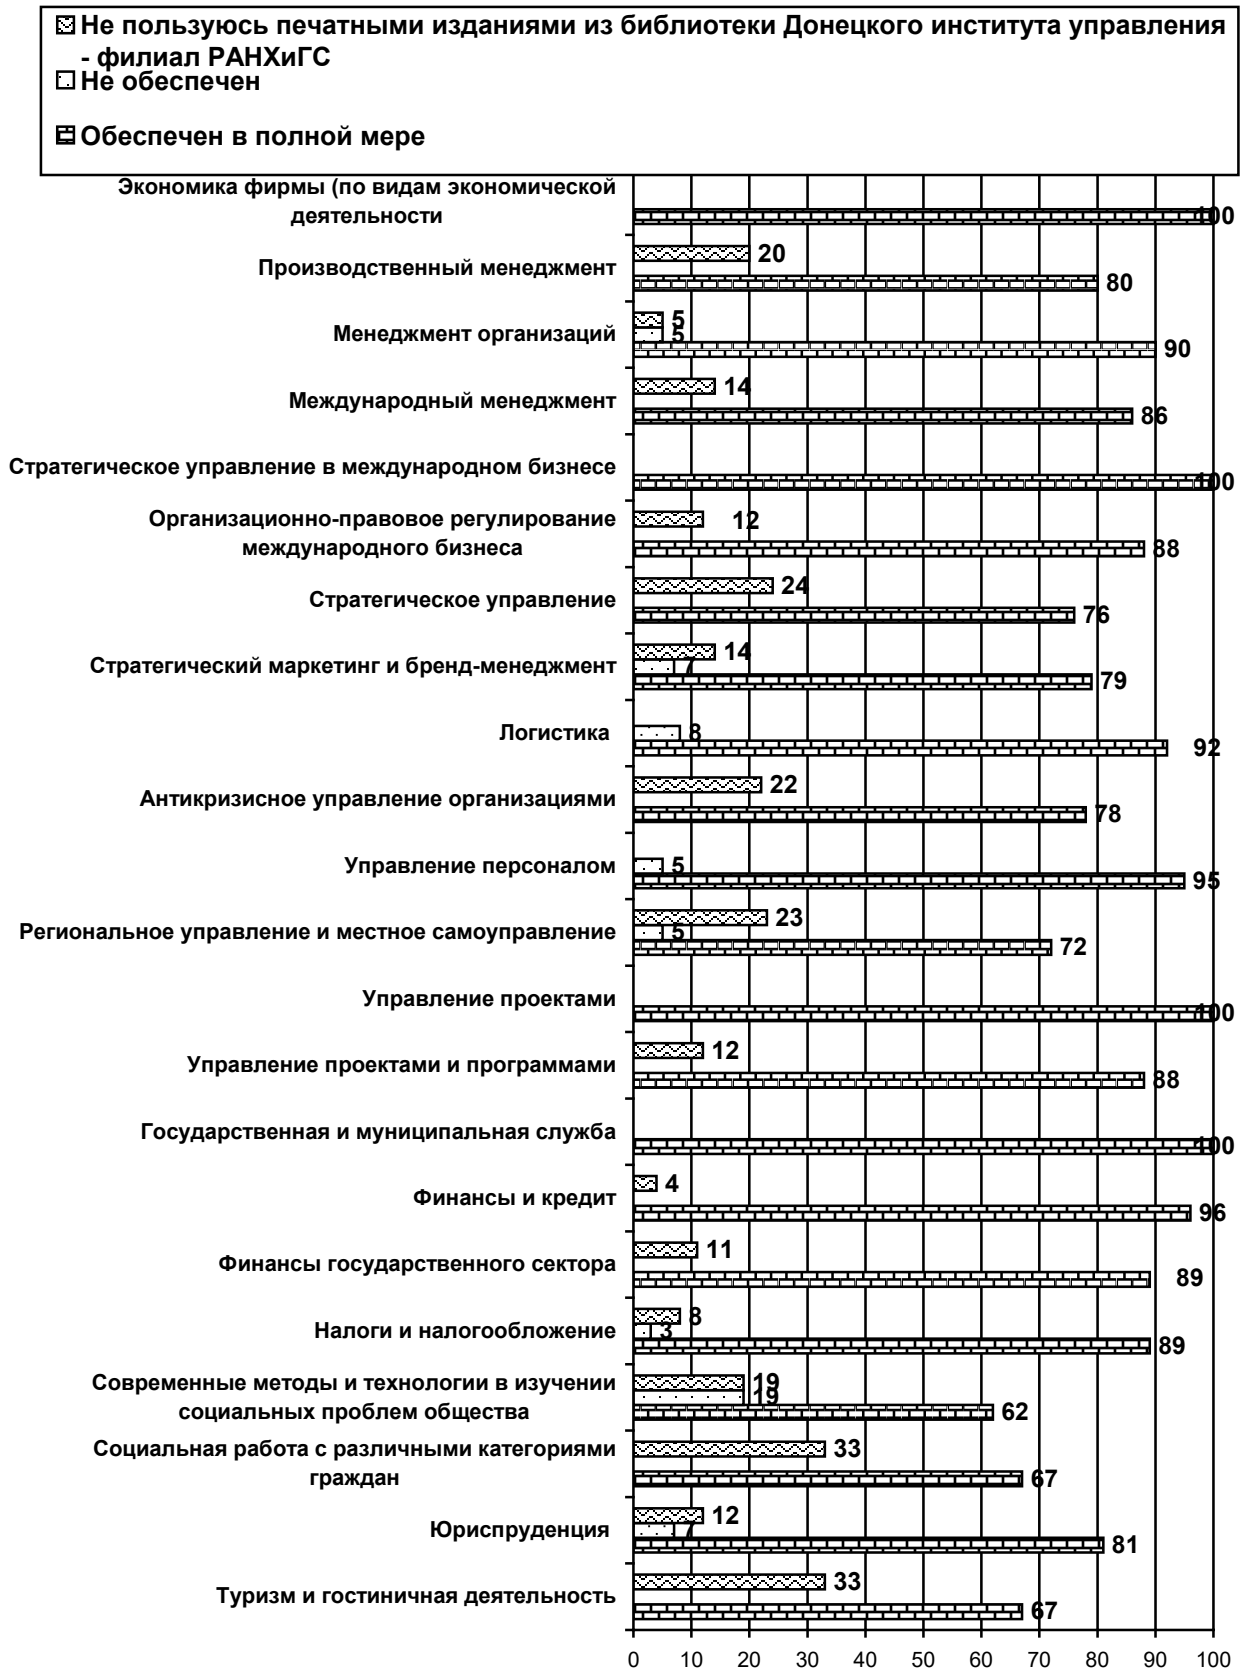 Не пользуюсь печатными изданиями из библиотеки Донецкого института управления
- филиал РАНХиГС
Не обеспечен
Обеспечен в полной мере
Экономика фирмы (по видам экономической
деятельности
100
Производственный менеджмент
20
80
Менеджмент организаций
5
5
90
Международный менеджмент
14
86
Стратегическое управление в международном бизнесе
100
Организационно-правовое регулирование
международного бизнеса
12
88
Стратегическое управление
24
76
Стратегический маркетинг и бренд-менеджмент
14
7
79
Логистика
8
92
Антикризисное управление организациями
22
78
Управление персоналом
5
95
Региональное управление и местное самоуправление
23
5
72
Управление проектами
100
Управление проектами и программами
12
88
Государственная и муниципальная служба
100
Финансы и кредит
4
96
Финансы государственного сектора
11
89
Налоги и налогообложение
8
3
89
Современные методы и технологии в изучении
социальных проблем общества
19
19
62
Социальная работа с различными категориями
граждан
33
67
Юриспруденция
12
7
81
Туризм и гостиничная деятельность
33
67
0 10 20 30 40 50 60 70 80 90 100